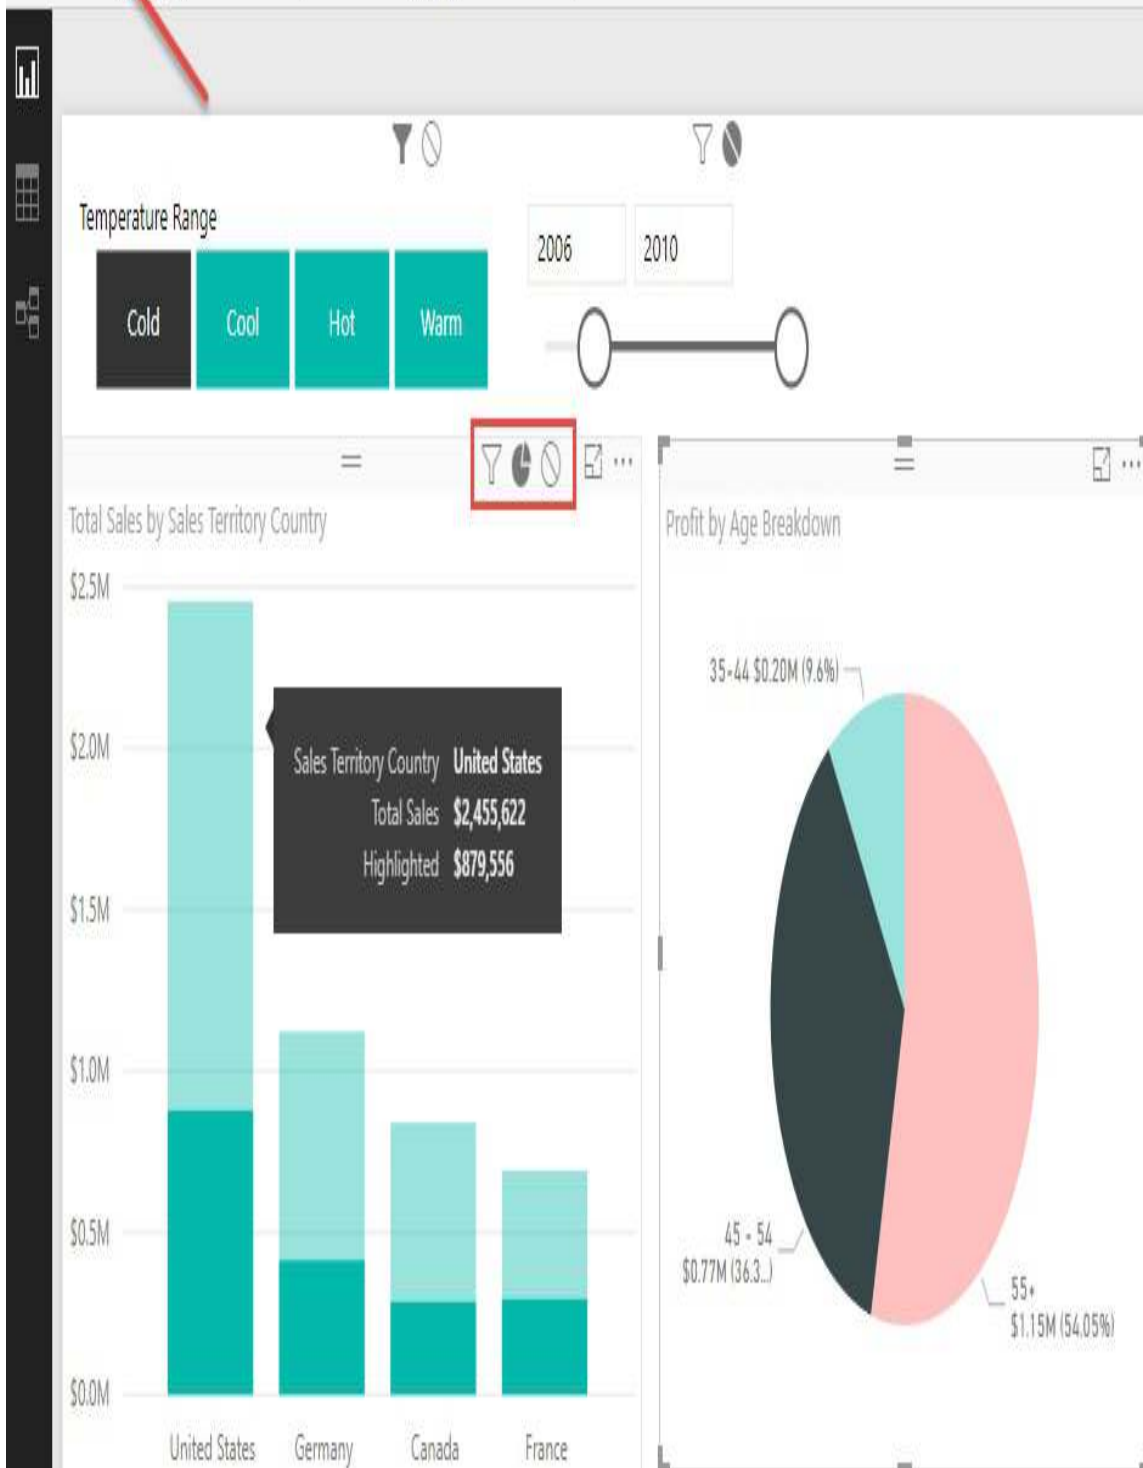 Temperature Range
Cold
Cool
Hot
Warm
2006
2010
Total Sales by Sales Territory Country
$2.5M
$2.0M
$1.5M
$1.0M
$0.5M
$0.0M
Sales Territory Country United States
Total Sales $2,455,622
Highlighted $879,556
United States
Germany
Canada
France
Profit by Age Breakdown
35-44 $0.20M (9.6%)
45 - 54
$0.77M (36.3...)
55+
$1.15M (54.05%)